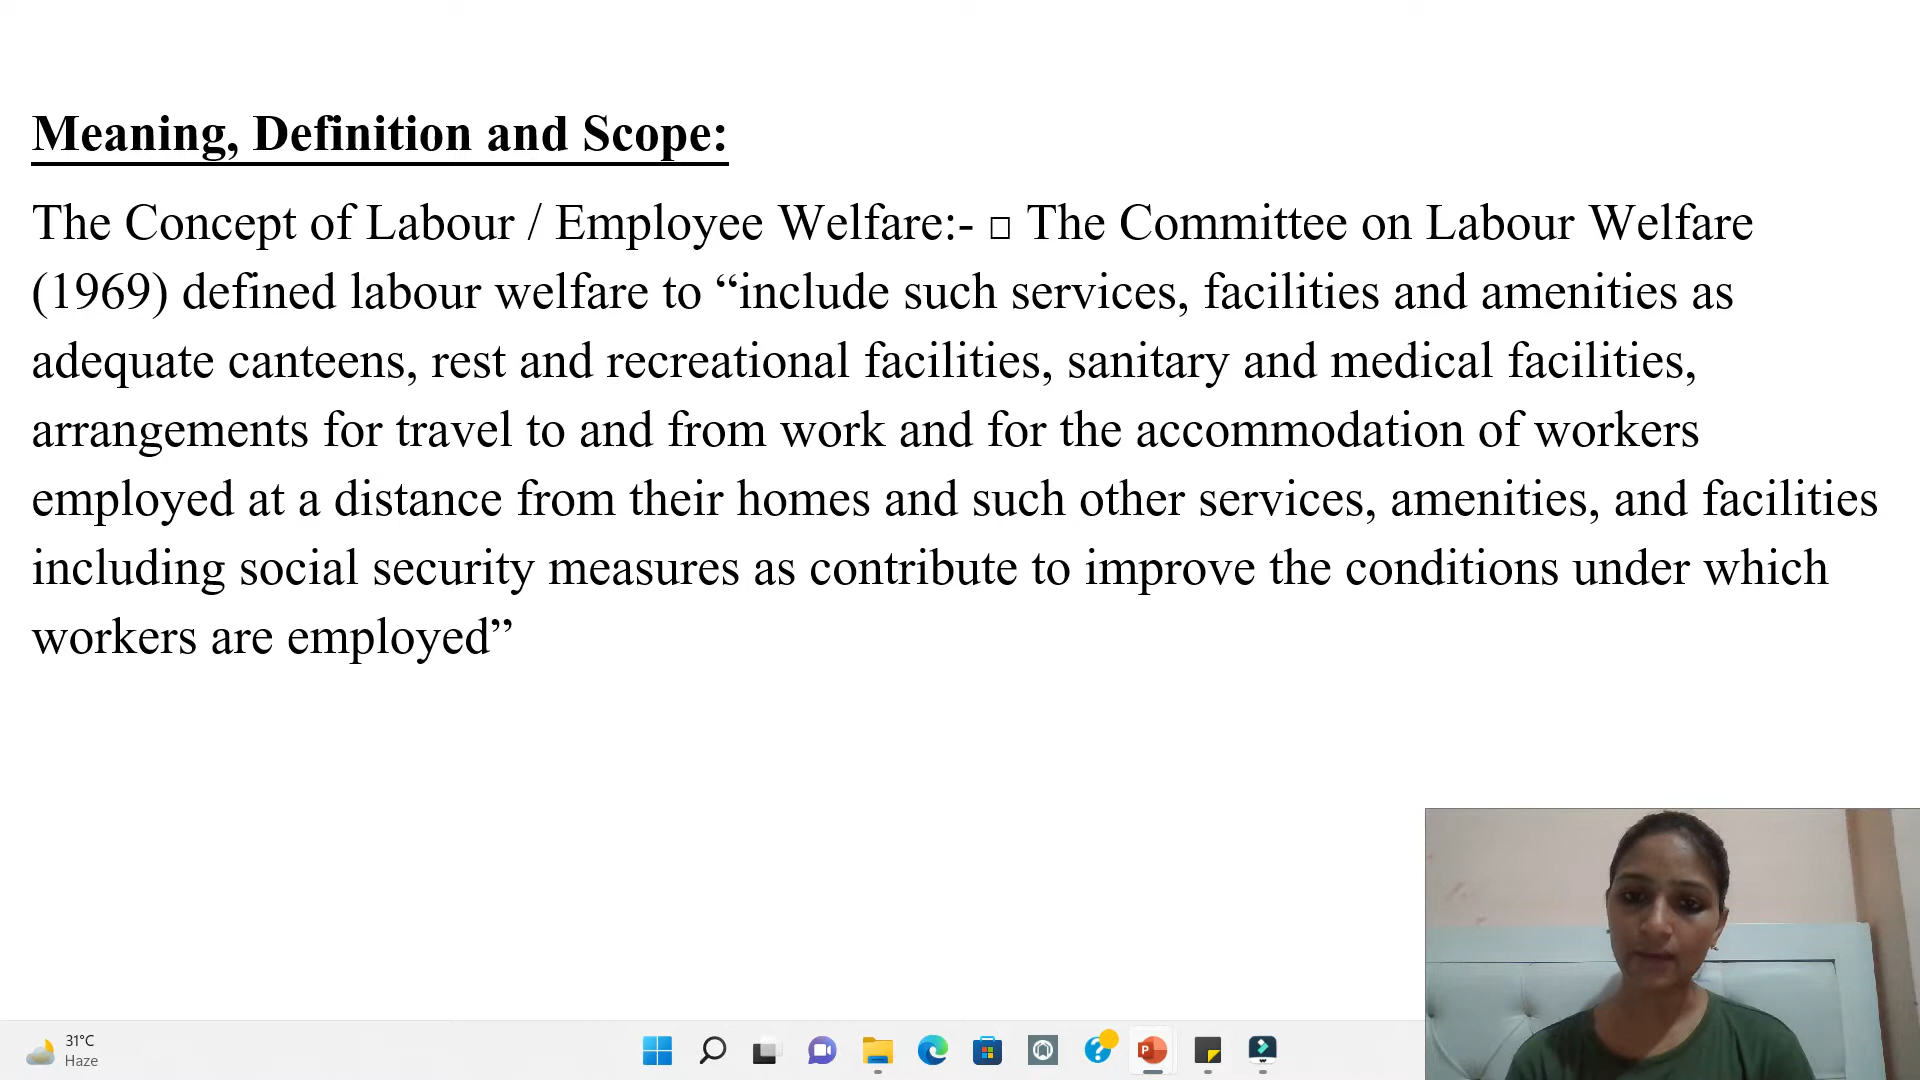 Meaning, Definition and Scope:
The Concept of Labour / Employee Welfare:- □ The Committee on Labour Welfare
(1969) defined labour welfare to “include such services, facilities and amenities as
adequate canteens, rest and recreational facilities, sanitary and medical facilities,
arrangements for travel to and from work and for the accommodation of workers
employed at a distance from their homes and such other services, amenities, and facilities
including social security measures as contribute to improve the conditions under which
workers are employed”
31°C
Haze